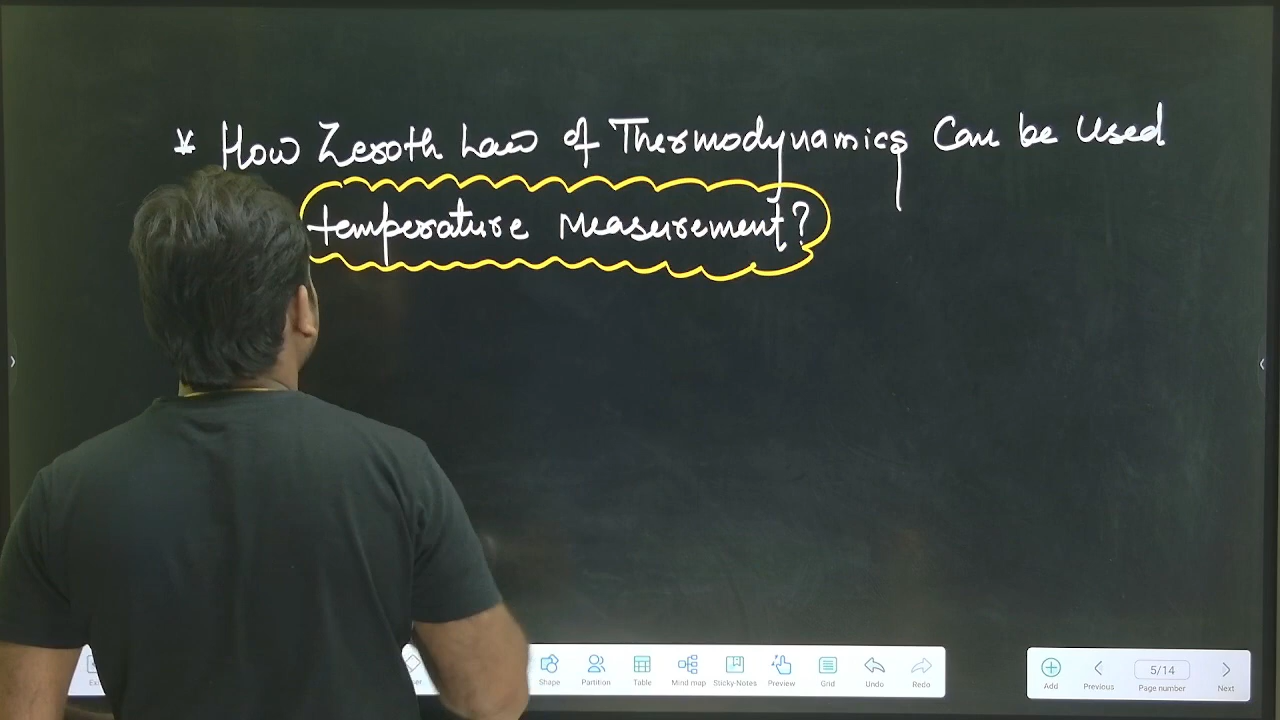 * How Zeroth Law of Thermodynamics Can be Used
temperature Measurement?
Shape Partition Table Mind map Sticky-Notes Preview Grid Undo Redo
Add Previous 5/14 Page number Next